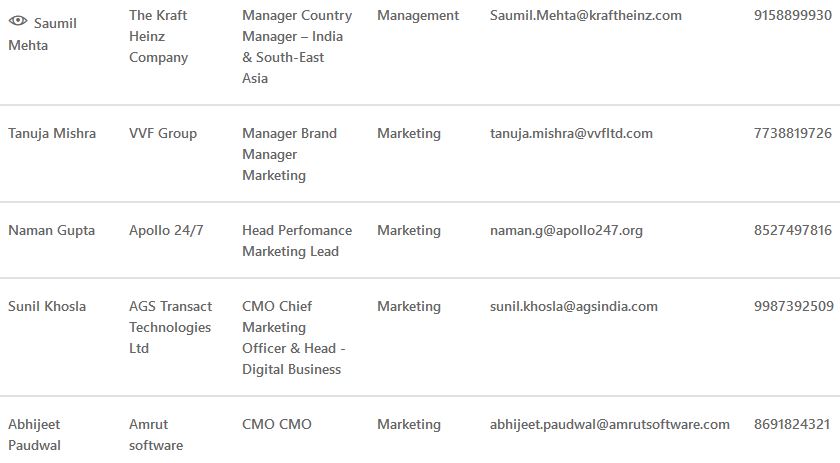 Saumil Mehta The Kraft Heinz Company Manager Country Manager – India & South-East Asia Management Saumil.Mehta@kraftheinz.com 9158899930
Tanuja Mishra VVF Group Manager Brand Manager Marketing Marketing tanuja.mishra@vvfltd.com 7738819726
Naman Gupta Apollo 24/7 Head Perfomance Marketing Lead Marketing naman.g@apollo247.org 8527497816
Sunil Khosla AGS Transact Technologies Ltd CMO Chief Marketing Officer & Head - Digital Business Marketing sunil.khosla@agsindia.com 9987392509
Abhijeet Paudwal Amrut software CMO CMO Marketing abhijeet.paudwal@amrutsoftware.com 8691824321